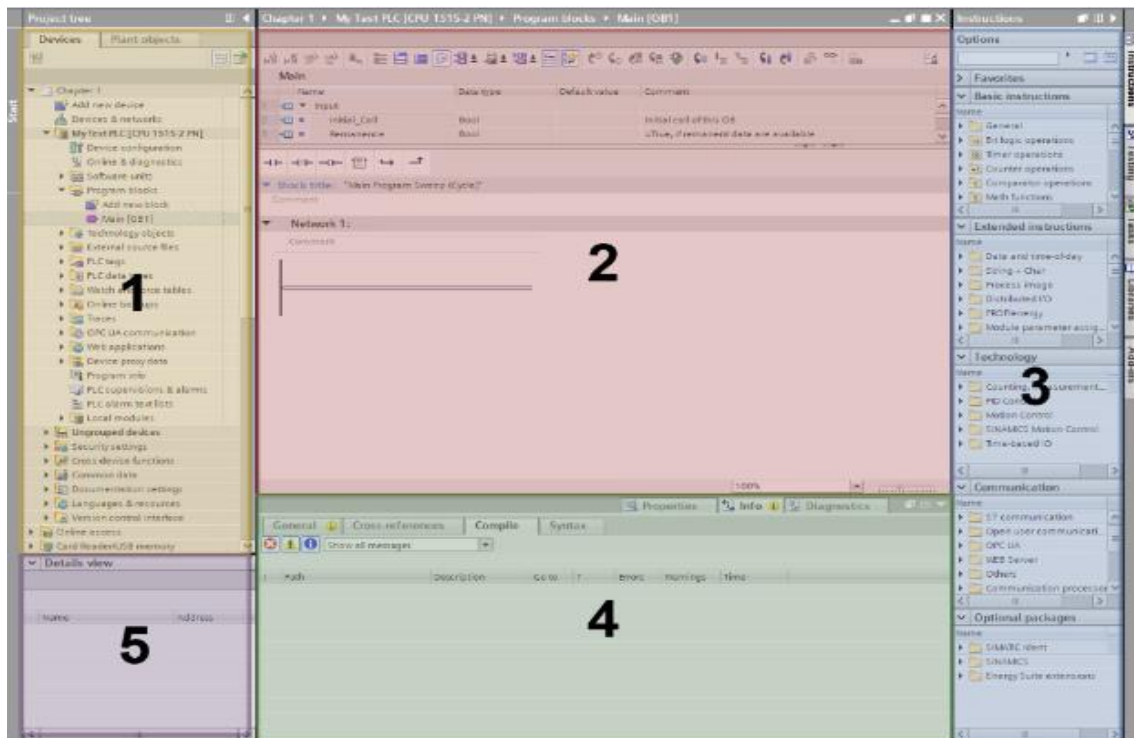 Project tree
Devices
Plant objects
Chapter 1
Add new device
Devices & networks
My Test PLC [CPU 1515-2 PN]
Device configuration
Online & diagnostics
Software units
Program blocks
Add new block
Main [OB1]
Technology objects
External source files
PLC tags
PLC data types
Watch and force tables
Online backups
Traces
OPC UA communication
Web applications
Device proxy data
Program info
PLC supervisions & alarms
PLC alarm text lists
Local modules
Ungrouped devices
Security settings
Cross-device functions
Common data
Documentation settings
Languages & resources
Version control interface
Online access
Card Reader/USB memory
1
Details view
Name
Address
5
Start
Chapter 1 My Test PLC [CPU 1515-2 PN] Program blocks Main [OB1]
Main
Name Data type Default value Comment
Input
Initial_Call Bool Initial call of this OB
Remanence Bool =True, if remanent data are available
Block title: "Main Program Sweep (Cycle)"
Comment
Network 1:
Comment
2
100%
Properties
Info
Diagnostics
General
Cross-references
Compile
Syntax
Show all messages
! Path Description Go to ? Errors Warnings Time
4
Instructions
Options
Favorites
Basic instructions
Name
General
Bit logic operations
Timer operations
Counter operations
Comparator operations
Math functions
Extended instructions
Name
Date and time-of-day
String + Char
Process image
Distributed I/O
PROFIenergy
Module parameter assig...
Technology
Name
PID Control
Motion Control
SINAMICS Motion Control
Time-based IO
3
Communication
Name
S7 communication
Open user communicati...
OPC UA
WEB Server
Others
Communication processor
Optional packages
Name
SIMATIC Ident
SINAMICS
Energy Suite extensions
Instructions
Testing
Tasks
Libraries
Add-ins